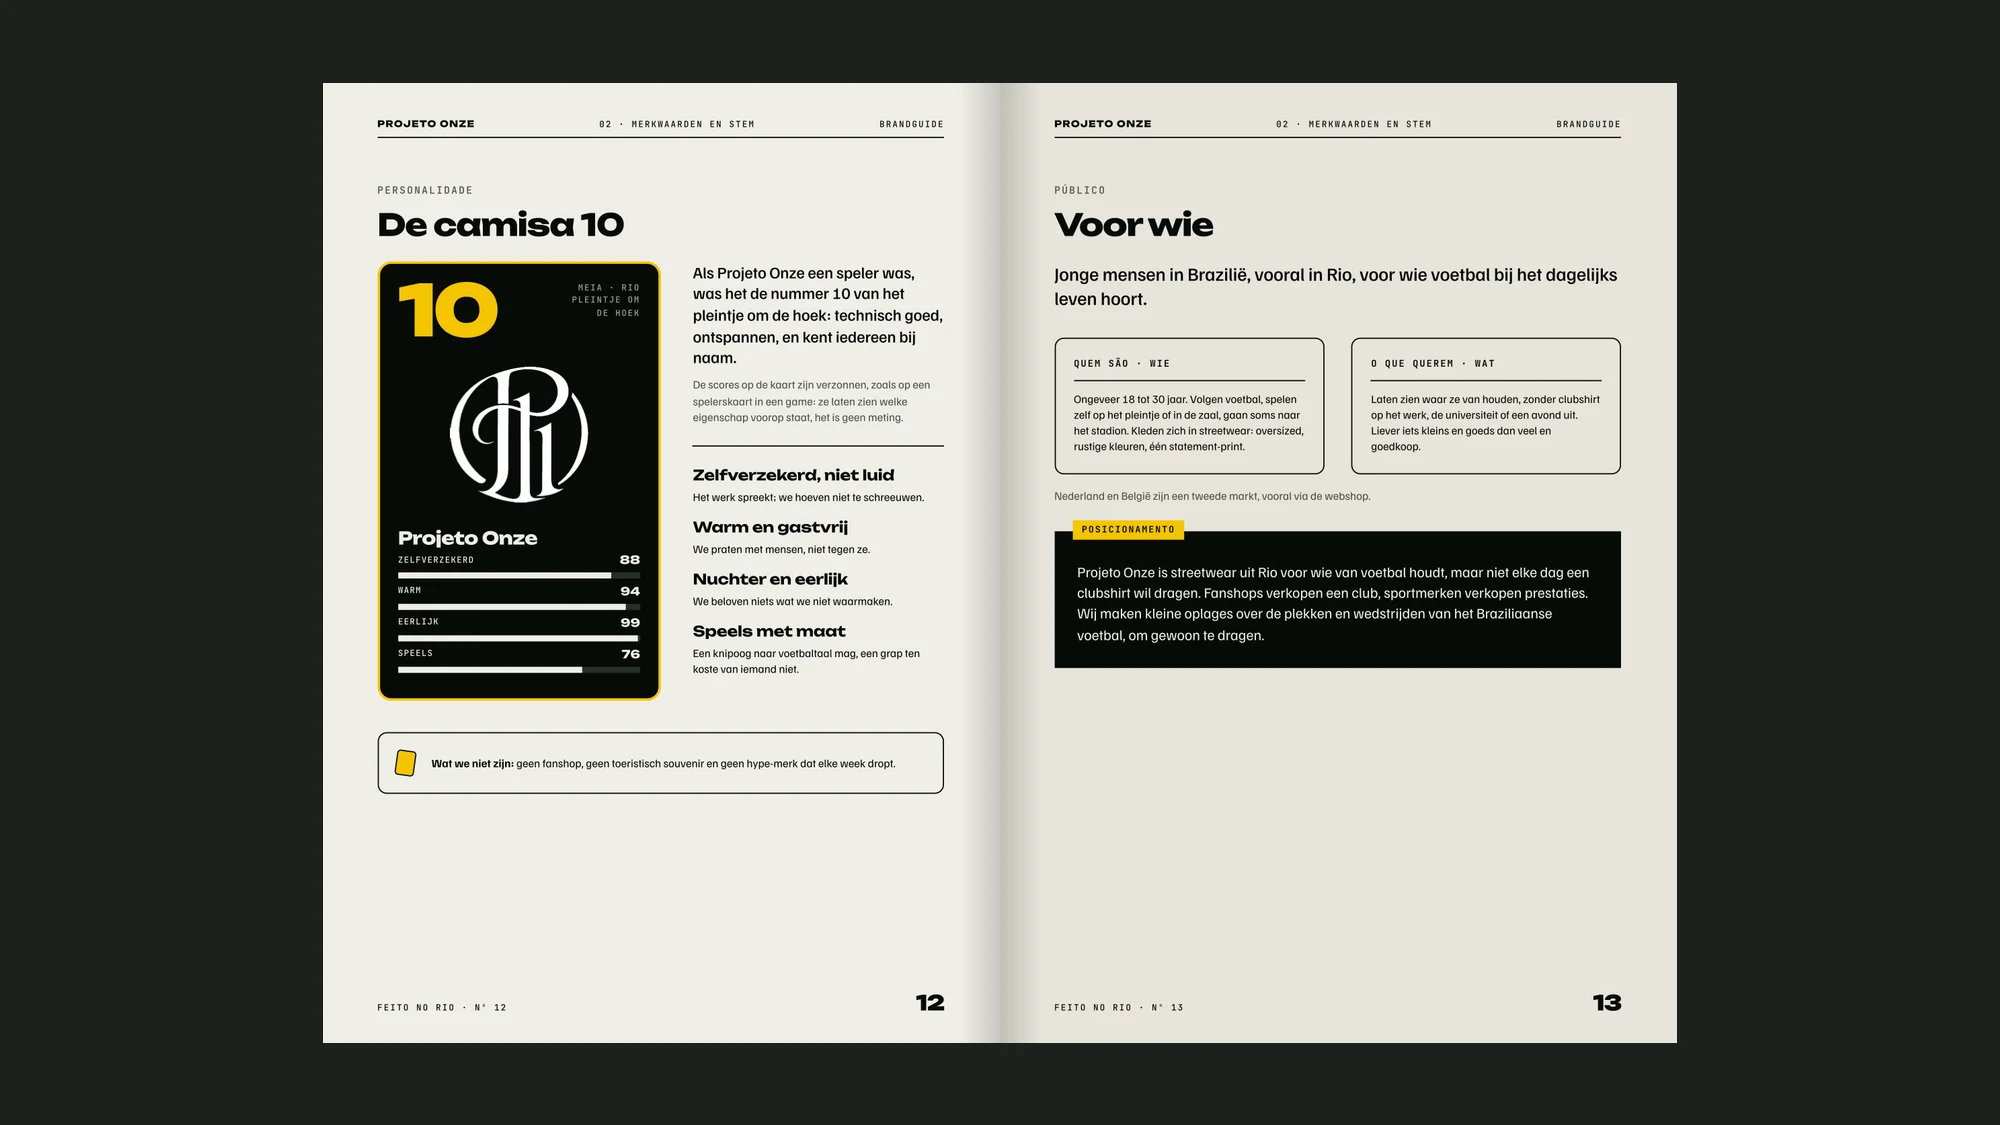 PROJETO ONZE
02 · MERKWAARDEN EN STEM
BRANDGUIDE
PERSONALIDADE
De camisa 10
10
MEIA · RIO
PLEINTJE OM
DE HOEK
Projeto Onze
ZELFVERZEKERD 88
WARM 94
EERLIJK 99
SPEELS 76
Als Projeto Onze een speler was,
was het de nummer 10 van het
pleintje om de hoek: technisch goed,
ontspannen, en kent iedereen bij
naam.
De scores op de kaart zijn verzonnen, zoals op een
spelerskaart in een game: ze laten zien welke
eigenschap voorop staat, het is geen meting.
Zelfverzekerd, niet luid
Het werk spreekt; we hoeven niet te schreeuwen.
Warm en gastvrij
We praten met mensen, niet tegen ze.
Nuchter en eerlijk
We beloven niets wat we niet waarmaken.
Speels met maat
Een knipoog naar voetbaltaal mag, een grap ten
koste van iemand niet.
Wat we niet zijn: geen fanshop, geen toeristisch souvenir en geen hype-merk dat elke week dropt.
FEITO NO RIO · N° 12
12
PROJETO ONZE
02 · MERKWAARDEN EN STEM
BRANDGUIDE
PÚBLICO
Voor wie
Jonge mensen in Brazilië, vooral in Rio, voor wie voetbal bij het dagelijks
leven hoort.
QUEM SÃO · WIE
Ongeveer 18 tot 30 jaar. Volgen voetbal, spelen
zelf op het pleintje of in de zaal, gaan soms naar
het stadion. Kleden zich in streetwear: oversized,
rustige kleuren, één statement-print.
O QUE QUEREM · WAT
Laten zien waar ze van houden, zonder clubshirt
op het werk, de universiteit of een avond uit.
Liever iets kleins en goeds dan veel en
goedkoop.
Nederland en België zijn een tweede markt, vooral via de webshop.
POSICIONAMENTO
Projeto Onze is streetwear uit Rio voor wie van voetbal houdt, maar niet elke dag een
clubshirt wil dragen. Fanshops verkopen een club, sportmerken verkopen prestaties.
Wij maken kleine oplages over de plekken en wedstrijden van het Braziliaanse
voetbal, om gewoon te dragen.
FEITO NO RIO · N° 13
13